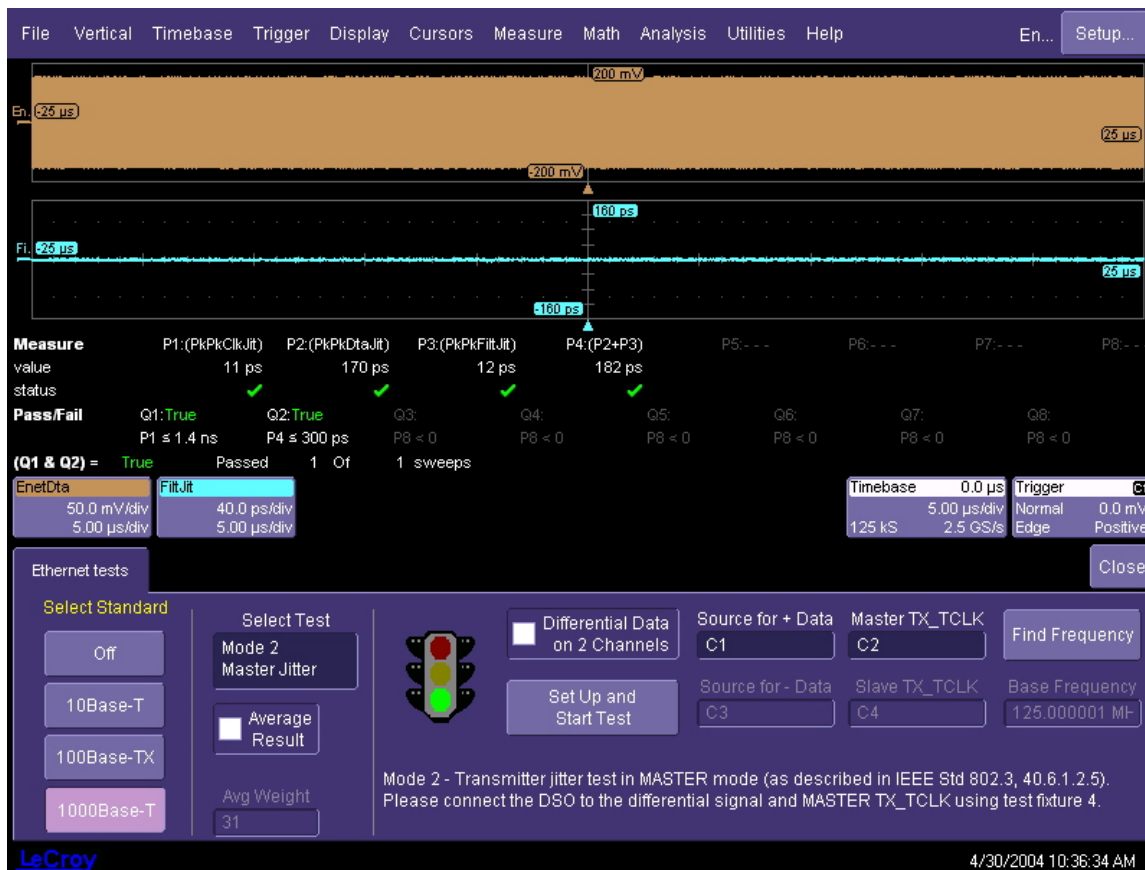 File Vertical Timebase Trigger Display Cursors Measure Math Analysis Utilities Help En... Setup...
200 mV
En. -25 µs
25 µs
-200 mV
160 ps
Fi. -25 µs
25 µs
-160 ps
Measure P1:(PkPkClkJit) P2:(PkPkDtaJit) P3:(PkPkFiltJit) P4:(P2+P3) P5:- - - P6:- - - P7:- - - P8:- -
value 11 ps 170 ps 12 ps 182 ps
status
Pass/Fail Q1:True Q2:True Q3: Q4: Q5: Q6: Q7: Q8:
P1 ≤ 1.4 ns P4 ≤ 300 ps P8 < 0 P8 < 0 P8 < 0 P8 < 0 P8 < 0 P8 < 0
(Q1 & Q2) = True Passed 1 Of 1 sweeps
EnetDta FiltJit Timebase 0.0 µs Trigger C1
50.0 mV/div 40.0 ps/div 5.00 µs/div Normal 0.0 mV
5.00 µs/div 5.00 µs/div 125 kS 2.5 GS/s Edge Positive
Ethernet tests Close
Select Standard
Off
10Base-T
100Base-TX
1000Base-T
Select Test
Mode 2
Master Jitter
Average
Result
Avg Weight
31
Differential Data
on 2 Channels
Set Up and
Start Test
Source for + Data
C1
Source for - Data
C3
Master TX_TCLK
C2
Slave TX_TCLK
C4
Find Frequency
Base Frequency
125.000001 MH
Mode 2 - Transmitter jitter test in MASTER mode (as described in IEEE Std 802.3, 40.6.1.2.5).
Please connect the DSO to the differential signal and MASTER TX_TCLK using test fixture 4.
LeCroy 4/30/2004 10:36:34 AM